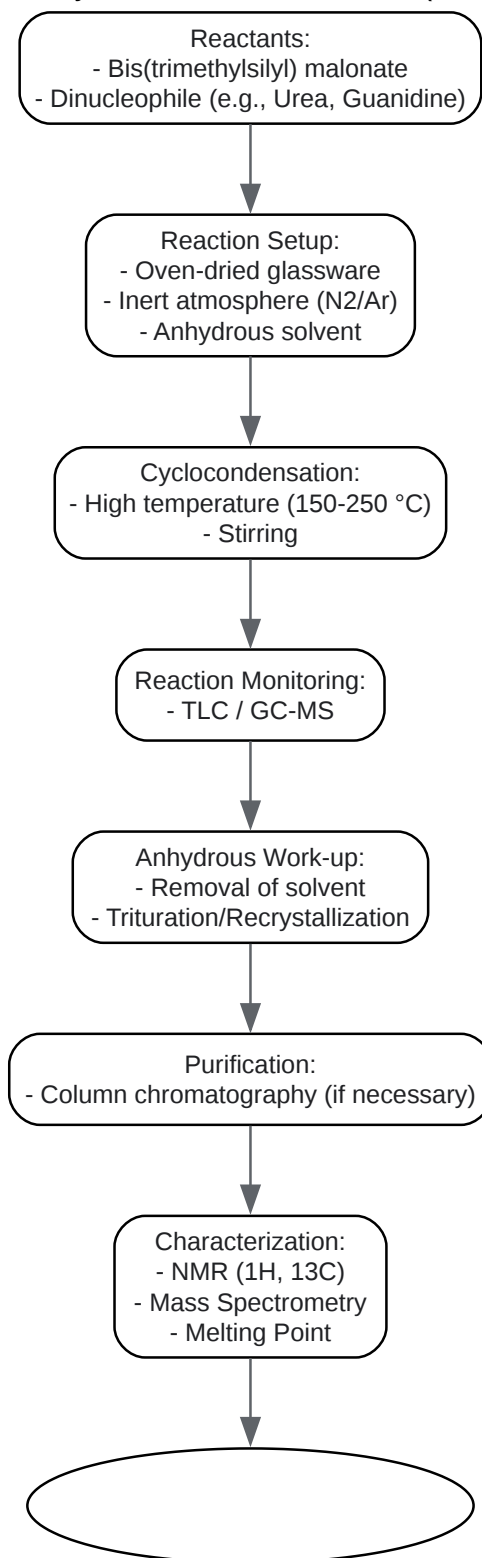 Reactants:
- Bis(trimethylsilyl) malonate
- Dinucleophile (e.g., Urea, Guanidine)
Reaction Setup:
- Oven-dried glassware
- Inert atmosphere (N2/Ar)
- Anhydrous solvent
Cyclocondensation:
- High temperature (150-250 °C)
- Stirring
Reaction Monitoring:
- TLC / GC-MS
Anhydrous Work-up:
- Removal of solvent
- Trituration/Recrystallization
Purification:
- Column chromatography (if necessary)
Characterization:
- NMR (1H, 13C)
- Mass Spectrometry
- Melting Point